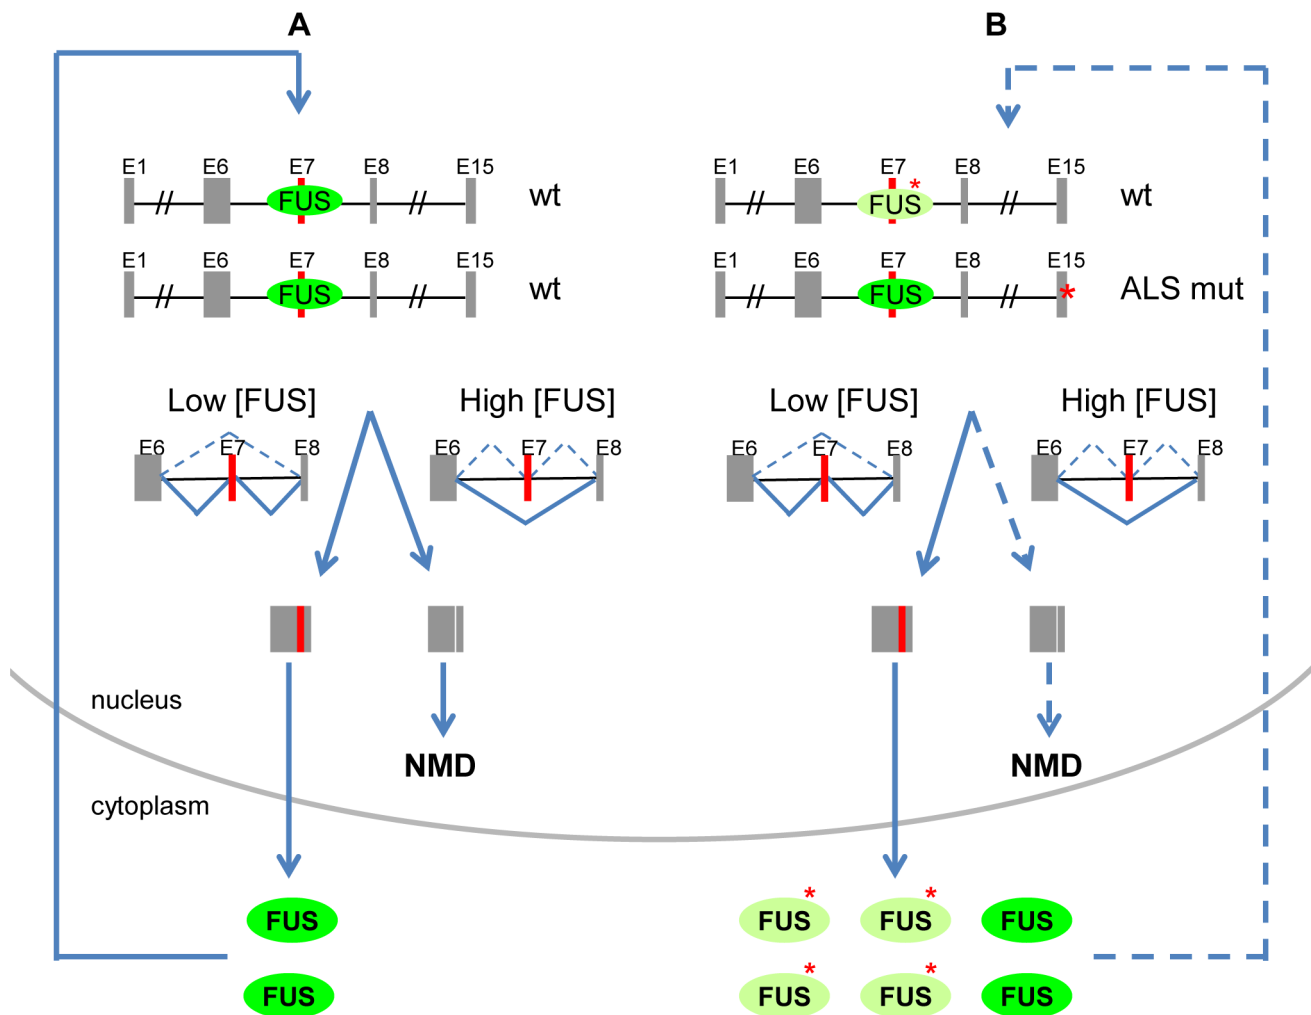 A
B
E1 E6 E7 E8 E15
FUS
wt
E1 E6 E7 E8 E15
FUS
wt
E1 E6 E7 E8 E15
FUS*
wt
E1 E6 E7 E8 E15
FUS
*
ALS mut
Low [FUS]
E6 E7 E8
High [FUS]
E6 E7 E8
Low [FUS]
E6 E7 E8
High [FUS]
E6 E7 E8
nucleus
NMD
NMD
cytoplasm
FUS
FUS
FUS* FUS* FUS
FUS* FUS* FUS